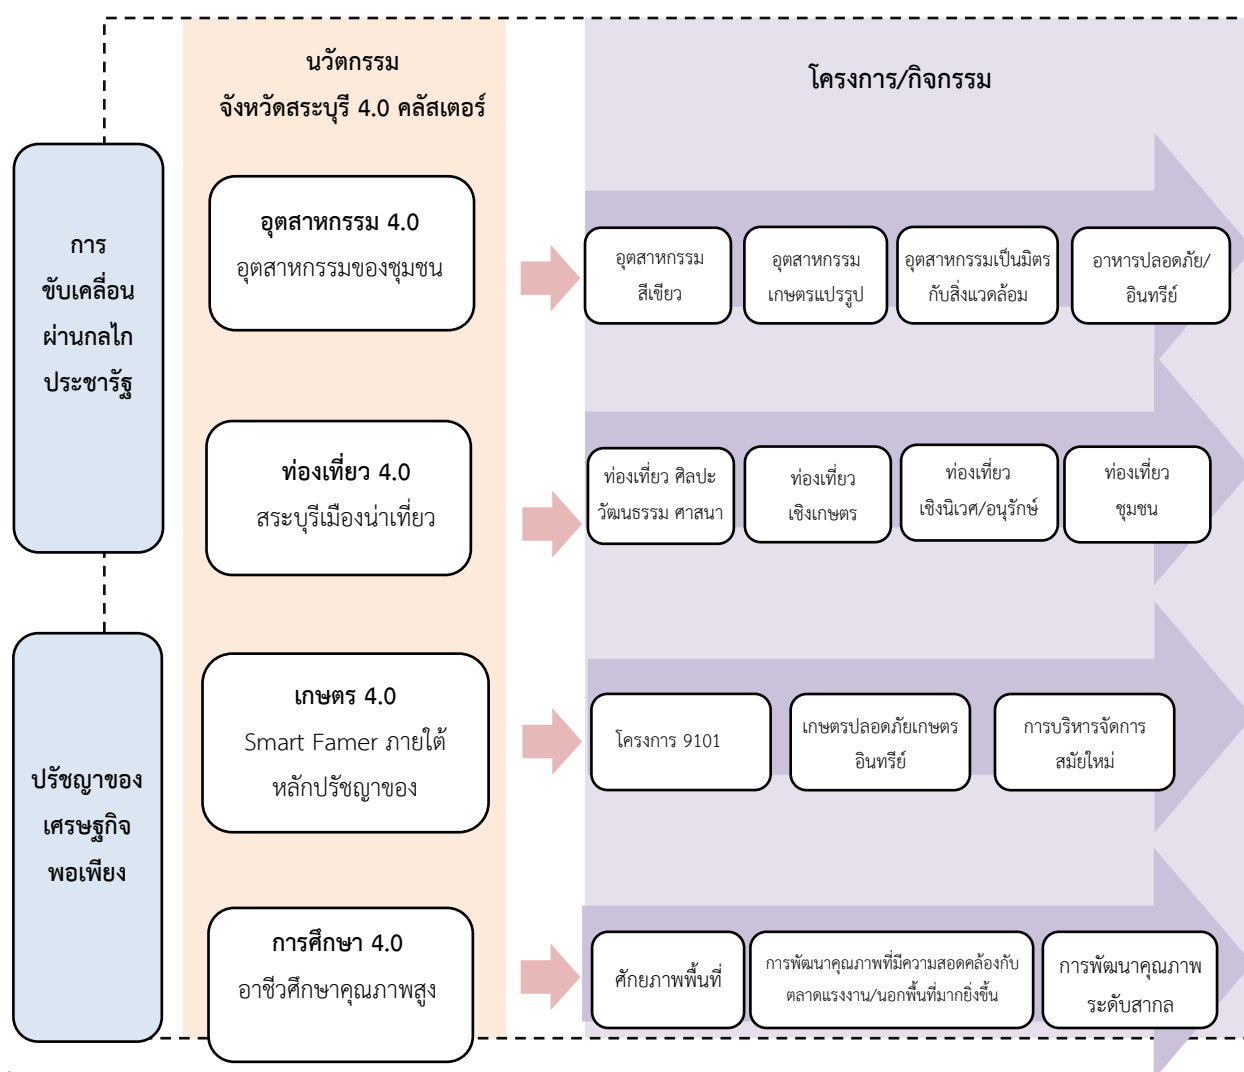 นวัตกรรม
จังหวัดสระบุรี 4.0 คลัสเตอร์
โครงการ/กิจกรรม
การ
ขับเคลื่อน
ผ่านกลไก
ประชารัฐ
ปรัชญาของ
เศรษฐกิจ
พอเพียง
อุตสาหกรรม 4.0
อุตสาหกรรมของชุมชน
อุตสาหกรรม
สีเขียว
อุตสาหกรรม
เกษตรแปรรูป
อุตสาหกรรมเป็นมิตร
กับสิ่งแวดล้อม
อาหารปลอดภัย/
อินทรีย์
ท่องเที่ยว 4.0
สระบุรีเมืองน่าเที่ยว
ท่องเที่ยว ศิลปะ
วัฒนธรรม ศาสนา
ท่องเที่ยว
เชิงเกษตร
ท่องเที่ยว
เชิงนิเวศ/อนุรักษ์
ท่องเที่ยว
ชุมชน
เกษตร 4.0
Smart Famer ภายใต้
หลักปรัชญาของ
โครงการ 9101
เกษตรปลอดภัยเกษตร
อินทรีย์
การบริหารจัดการ
สมัยใหม่
การศึกษา 4.0
อาชีวศึกษาคุณภาพสูง
ศักยภาพพื้นที่
การพัฒนาคุณภาพที่มีความสอดคล้องกับ
ตลาดแรงงาน/นอกพื้นที่มากยิ่งขึ้น
การพัฒนาคุณภาพ
ระดับสากล